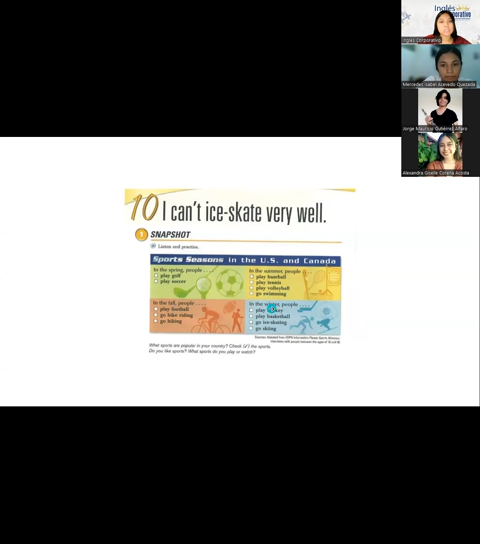 Inglés
Corporativo
Inglés Corporativo
Mercedes Isabel Acevedo Quezada
Jorge Mauricio Gutiérrez Alfaro
Alexandra Giselle Corena Acosta
10 I can't ice-skate very well.
1 SNAPSHOT
Listen and practice.
Sports Seasons in the U.S. and Canada
In the spring, people . . .
play golf
play soccer
In the summer, people . . .
play baseball
play tennis
play volleyball
go swimming
In the fall, people . . .
play football
go bike riding
go hiking
In the winter, people . . .
play hockey
play basketball
go ice-skating
go skiing
What sports are popular in your country? Check (✓) the sports.
Do you like sports? What sports do you play or watch?